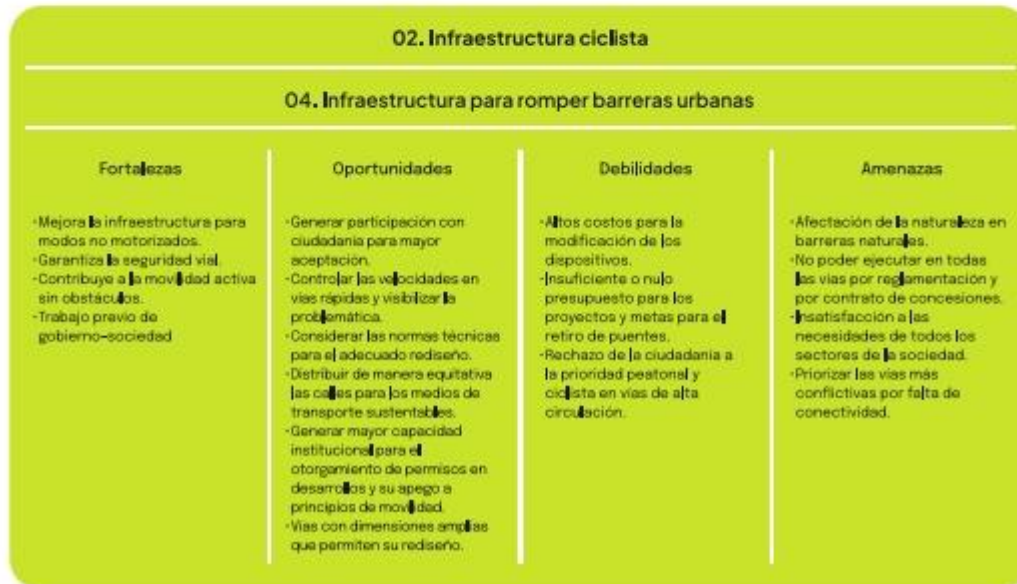 02. Infraestructura ciclista
04. Infraestructura para romper barreras urbanas
Fortalezas
•Mejora la infraestructura para
modos no motorizados.
•Garantiza la seguridad vial.
•Contribuye a la movilidad activa
sin obstáculos.
•Trabajo previo de
gobierno-sociedad
Oportunidades
•Generar participación con
ciudadanía para mayor
aceptación.
•Controlar las velocidades en
vías rápidas y visibilizar la
problemática.
•Considerar las normas técnicas
para el adecuado rediseño.
•Distribuir de manera equitativa
las calles para los medios de
transporte sustentables.
•Generar mayor capacidad
institucional para el
otorgamiento de permisos en
desarrollos y su apego a
principios de movilidad.
•Vías con dimensiones amplias
que permiten su rediseño.
Debilidades
•Altos costos para la
modificación de los
dispositivos.
•Insuficiente o nulo
presupuesto para los
proyectos y metas para el
retiro de puentes.
•Rechazo de la ciudadanía a
la prioridad peatonal y
ciclista en vías de alta
circulación.
Amenazas
•Afectación de la naturaleza en
barreras naturales.
•No poder ejecutar en todas
las vías por reglamentación y
por contrato de concesiones.
•Insatisfacción a las
necesidades de todos los
sectores de la sociedad.
•Priorizar las vías más
conflictivas por falta de
conectividad.